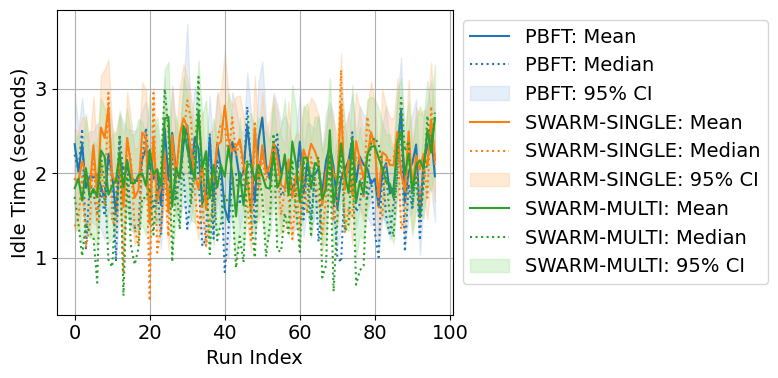 3
2
1
Idle Time (seconds)
0
20
40
60
80
100
Run Index
PBFT: Mean
PBFT: Median
PBFT: 95% CI
SWARM-SINGLE: Mean
SWARM-SINGLE: Median
SWARM-SINGLE: 95% CI
SWARM-MULTI: Mean
SWARM-MULTI: Median
SWARM-MULTI: 95% CI